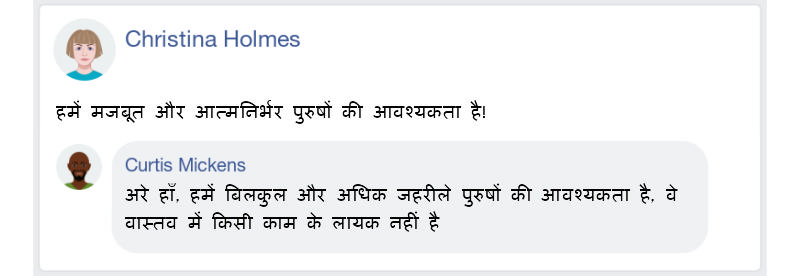 Christina Holmes
हमें मजबूत और आत्मनिर्भर पुरुषों की आवश्यकता है!
Curtis Mickens
अरे हाँ, हमें बिलकुल और अधिक जहरीले पुरुषों की आवश्यकता है, वे
वास्तव में किसी काम के लायक नहीं है